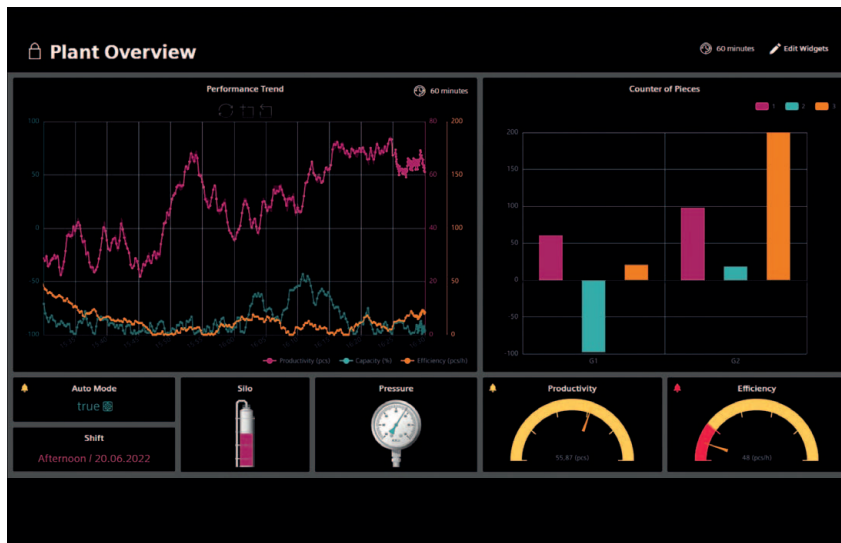 Plant Overview
60 minutes
Edit Widgets
Performance Trend
60 minutes
100
50
0
50
100
80
60
40
20
0
200
150
100
50
0
Productivity (pcs)
Capacity (%)
Efficiency (pcs/h)
Counter of Pieces
1
2
3
200
150
100
50
0
-50
-100
G1
G2
Auto Mode
true
Shift
Afternoon / 20.06.2022
Silo
Pressure
Productivity
55,87 (pcs)
Efficiency
48 (pcs/h)